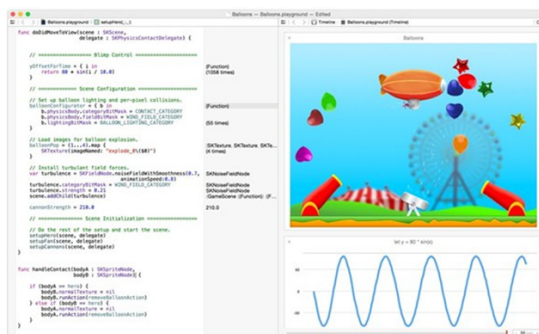 Balloons — Balloons.playground — Edited
Balloons.playground
setupHero(_:_:)
Timeline
Balloons.playground (Timeline)
func didMoveToView(scene : SKScene,
delegate : SKPhysicsContactDelegate) {
// ================ Blimp Control ================
yOffsetForTime = { i in
return 80 * sin(i / 10.0)
}
(Function)
(1058 times)
// ================ Scene Configuration ================
// Set up balloon lighting and per-pixel collisions.
balloonConfigurator = { b in
b.physicsBody.categoryBitMask = CONTACT_CATEGORY
b.physicsBody.fieldBitMask = WIND_FIELD_CATEGORY
b.lightingBitMask = BALLOON_LIGHTING_CATEGORY
}
(Function)
(55 times)
// Load images for balloon explosion.
balloonPop = (1...4).map {
SKTexture(imageNamed: "explode_0\($0)")
}
(4 times)
// Install turbulent field forces.
var turbulence = SKFieldNode.noiseFieldWithSmoothness(0.7,
animationSpeed:0.8)
turbulence.categoryBitMask = WIND_FIELD_CATEGORY
turbulence.strength = 0.21
scene.addChild(turbulence)
SKNoiseFieldNode
SKNoiseFieldNode
SKNoiseFieldNode
cannonStrength = 210.0
210.0
// ================ Scene Initialization ================
// Do the rest of the setup and start the scene.
setupHero(scene, delegate)
setupFan(scene, delegate)
setupCannons(scene, delegate)
}
func handleContact(bodyA : SKSpriteNode,
bodyB : SKSpriteNode) {
if (bodyA == hero) {
bodyB.normalTexture = nil
bodyB.runAction(removeBalloonAction)
} else if (bodyB == hero) {
bodyA.normalTexture = nil
bodyA.runAction(removeBalloonAction)
}
}
Balloons
let y = 80 * sin(x)